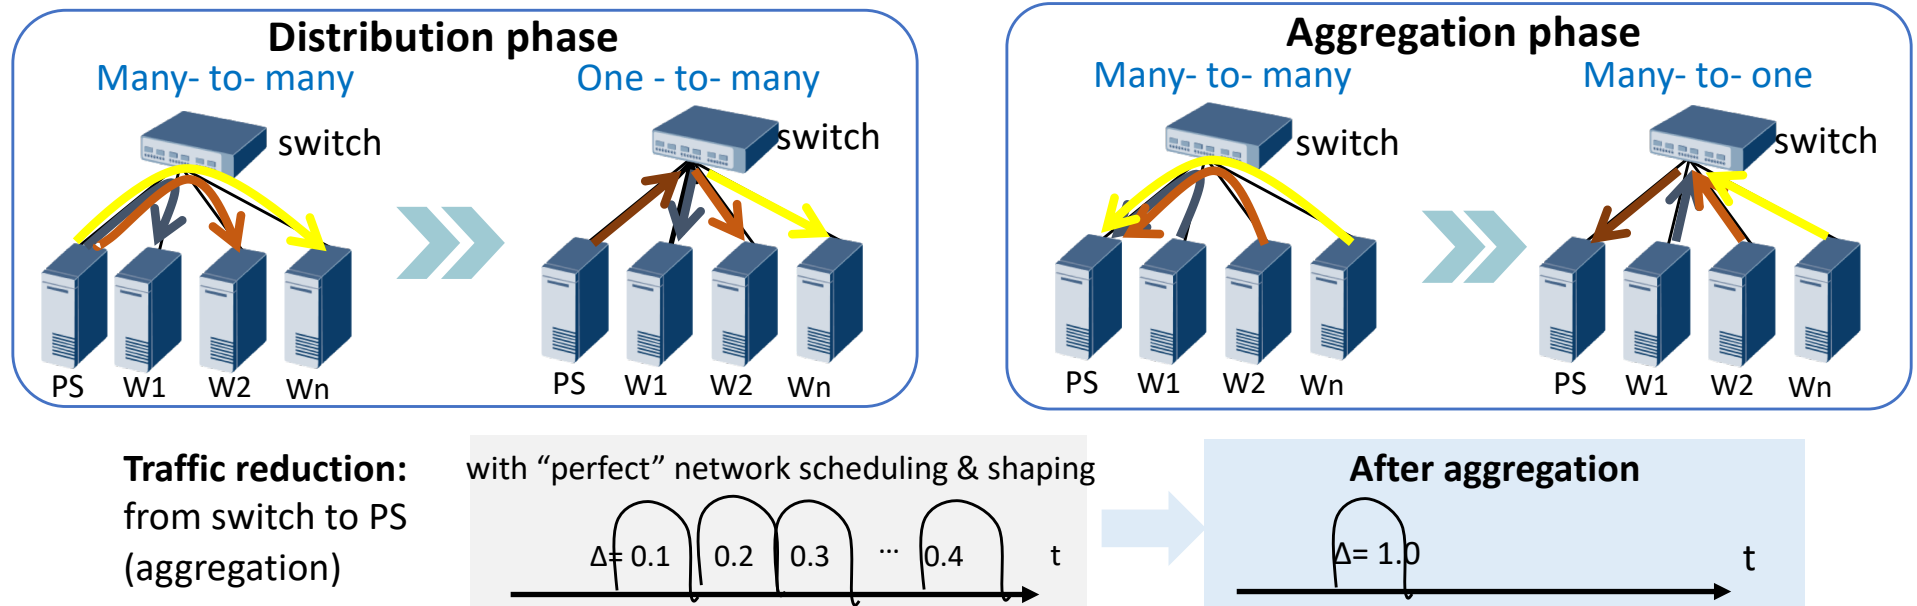 Distribution phase
Many- to- many
One - to- many
switch
switch
PS W1 W2 Wn
PS W1 W2 Wn
Aggregation phase
Many- to- many
Many- to- one
switch
switch
PS W1 W2 Wn
PS W1 W2 Wn
Traffic reduction:
from switch to PS
(aggregation)
with “perfect” network scheduling & shaping
Δ= 0.1 0.2 0.3 ... 0.4 t
After aggregation
Δ= 1.0 t